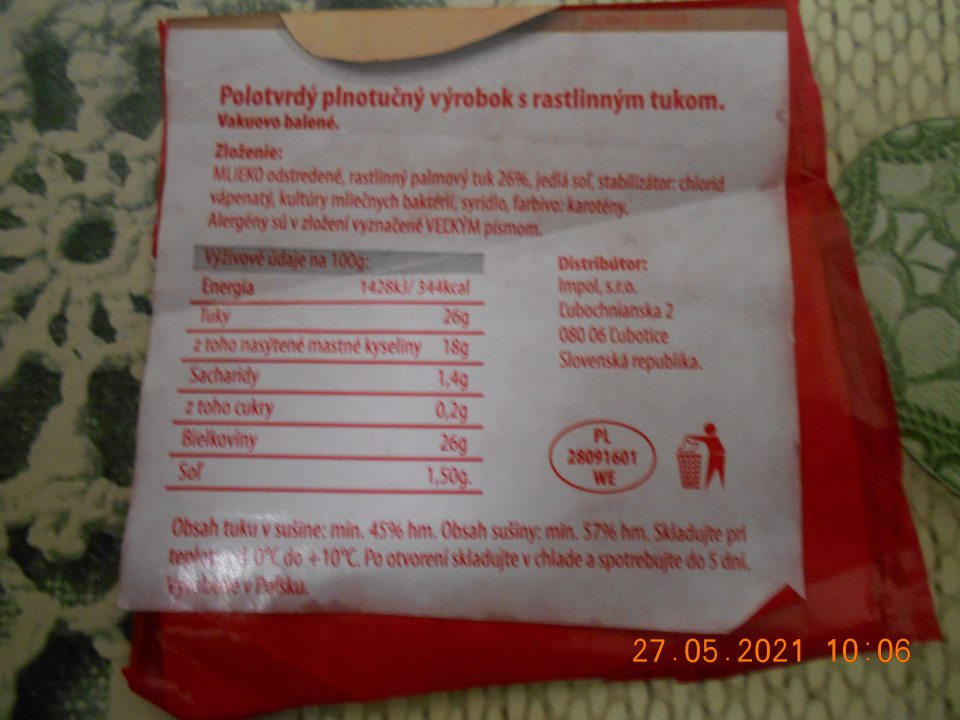 Polotvrdý plnotučný výrobok s rastlinným tukom.
Vakuovo balené.
Zloženie:
MLIEKO odstredené, rastlinný palmový tuk 26%, jedlá soľ, stabilizátor: chlorid
vápenatý, kultúry mliečnych baktérií, syridlo, farbivo: karotény.
Alergény sú v zložení vyznačené VEĽKÝM písmom.
Výživové údaje na 100g:
Energia 1428kJ/ 344kcal
Tuky 26g
z toho nasýtené mastné kyseliny 18g
Sacharidy 1,4g
z toho cukry 0,2g
Bielkoviny 26g
Soľ 1,50g.
Distribútor:
Impol, s.r.o.
Ľubochnianska 2
080 06 Ľubotice
Slovenská republika.
PL
28091601
WE
Obsah tuku v sušine: min. 45% hm. Obsah sušiny: min. 57% hm. Skladujte pri
0°C do +10°C. Po otvorení skladujte v chlade a spotrebujte do 5 dní.
Vyrobené v Poľsku.
27.05.2021 10:06